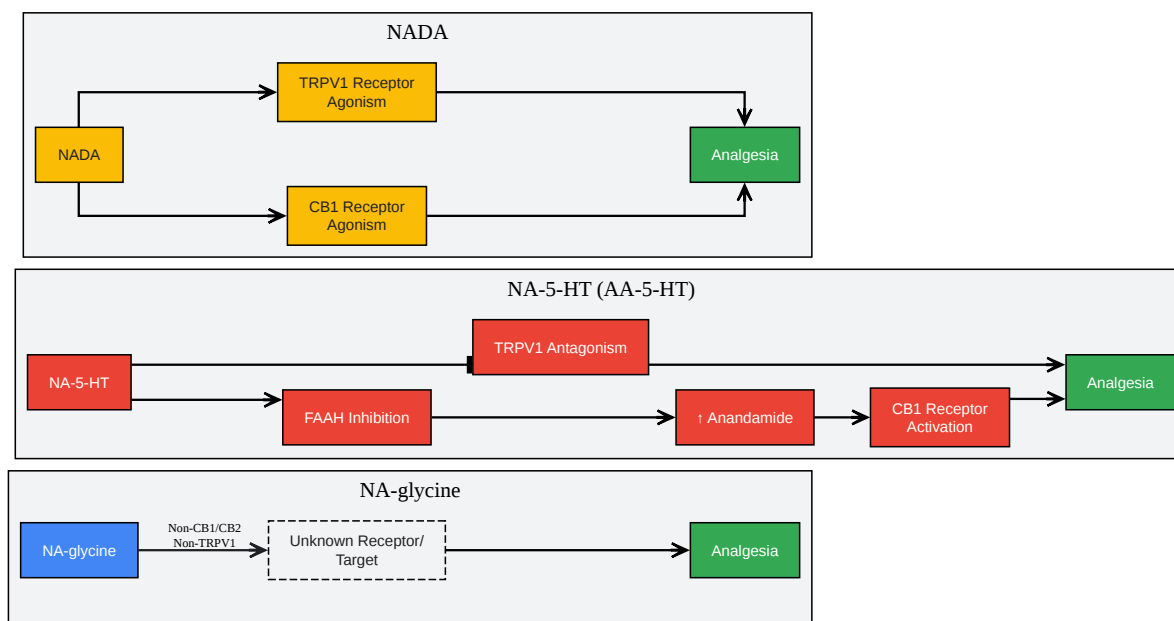 NADA
TRPV1 Receptor
Agonism
NADA
Analgesia
CB1 Receptor
Agonism
NA-5-HT (AA-5-HT)
TRPV1 Antagonism
NA-5-HT
Analgesia
FAAH Inhibition
↑ Anandamide
CB1 Receptor
Activation
NA-glycine
NA-glycine
Non-CB1/CB2
Non-TRPV1
Unknown Receptor/
Target
Analgesia